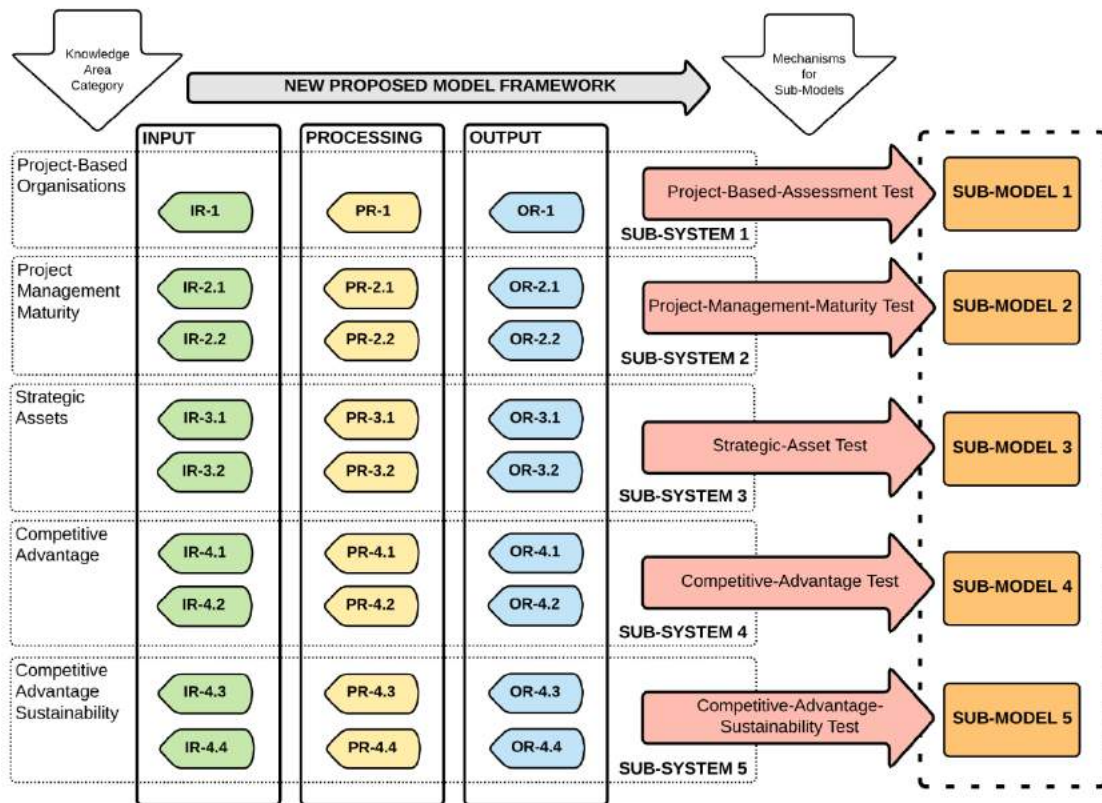 Knowledge
Area
Category
NEW PROPOSED MODEL FRAMEWORK
Mechanisms
for
Sub-Models
INPUT
PROCESSING
OUTPUT
Project-Based
Organisations
IR-1
PR-1
OR-1
SUB-SYSTEM 1
Project-Based-Assessment Test
SUB-MODEL 1
Project
Management
Maturity
IR-2.1
PR-2.1
OR-2.1
IR-2.2
PR-2.2
OR-2.2
SUB-SYSTEM 2
Project-Management-Maturity Test
SUB-MODEL 2
Strategic
Assets
IR-3.1
PR-3.1
OR-3.1
IR-3.2
PR-3.2
OR-3.2
SUB-SYSTEM 3
Strategic-Asset Test
SUB-MODEL 3
Competitive
Advantage
IR-4.1
PR-4.1
OR-4.1
IR-4.2
PR-4.2
OR-4.2
SUB-SYSTEM 4
Competitive-Advantage Test
SUB-MODEL 4
Competitive
Advantage
Sustainability
IR-4.3
PR-4.3
OR-4.3
IR-4.4
PR-4.4
OR-4.4
SUB-SYSTEM 5
Competitive-Advantage-
Sustainability Test
SUB-MODEL 5